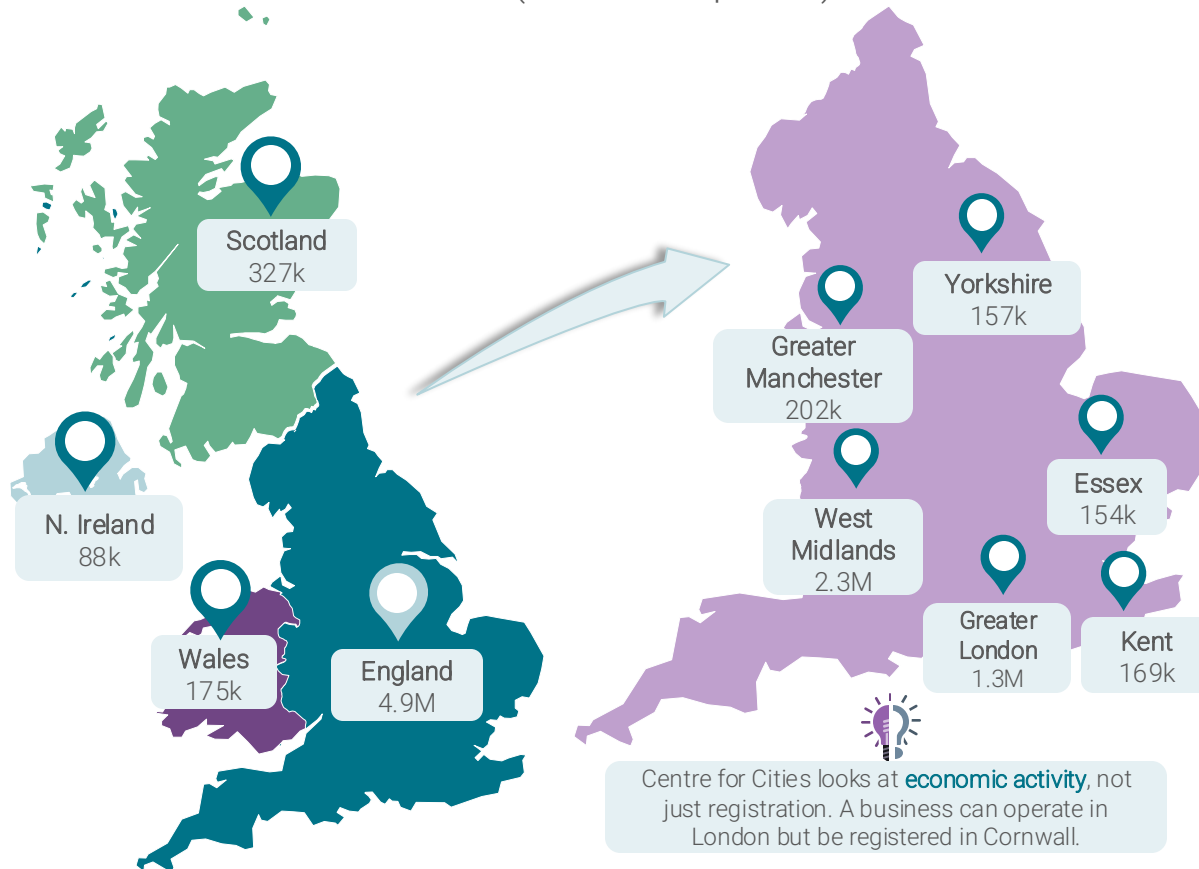 Scotland
327k
N. Ireland
88k
Wales
175k
England
4.9M
Yorkshire
157k
Greater
Manchester
202k
Essex
154k
West
Midlands
2.3M
Greater
London
1.3M
Kent
169k
Centre for Cities looks at economic activity, not
just registration. A business can operate in
London but be registered in Cornwall.